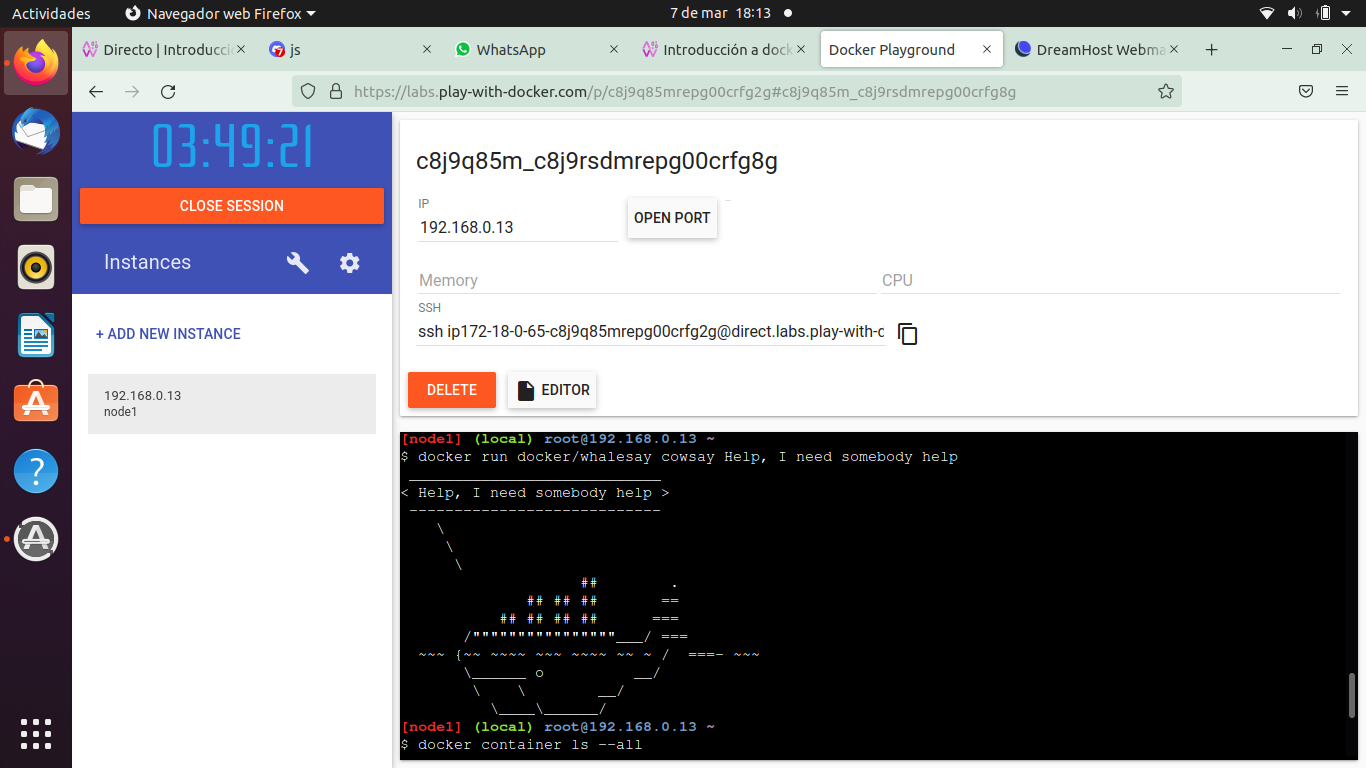 Actividades
Navegador web Firefox
7 de mar 18:13
Directo | Introducci
js
WhatsApp
Introducción a dock
Docker Playground
DreamHost Webma
https://labs.play-with-docker.com/p/c8j9q85mrepg00crfg2g#c8j9q85m_c8j9rsdmrepg00crfg8g
03:49:21
CLOSE SESSION
Instances
+ ADD NEW INSTANCE
192.168.0.13
node1
c8j9q85m_c8j9rsdmrepg00crfg8g
IP
192.168.0.13
OPEN PORT
Memory
CPU
SSH
ssh ip172-18-0-65-c8j9q85mrepg00crfg2g@direct.labs.play-with-c
DELETE
EDITOR
[node1] (local) root@192.168.0.13 ~
$ docker run docker/whalesay cowsay Help, I need somebody help
 ____________________________
< Help, I need somebody help >
 ----------------------------
    \
     \
      \
                    ##         .
              ## ## ##        ==
           ## ## ## ##       ===
       /""""""""""""""""___/ ===
  ~~~ {~~ ~~~~ ~~~ ~~~~ ~~ ~ /  ===- ~~~
       \______ o          __/
        \    \        __/
          \____\______/
[node1] (local) root@192.168.0.13 ~
$ docker container ls --all